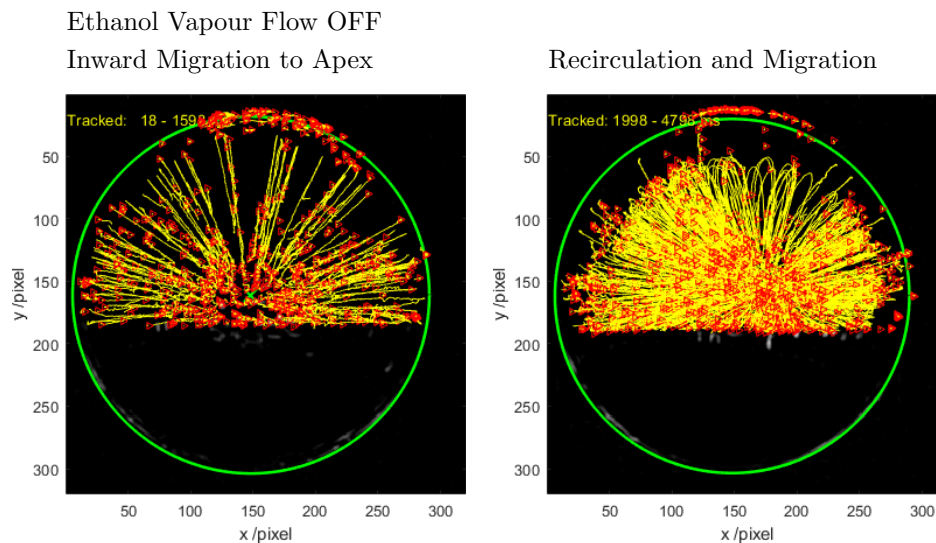 Ethanol Vapour Flow OFF
Inward Migration to Apex
Recirculation and Migration
Tracked: 18 - 1598
Tracked: 1998 - 4798 ms
50
100
150
200
250
300
y /pixel
50 100 150 200 250 300
x /pixel
50
100
150
200
250
300
y /pixel
50 100 150 200 250 300
x /pixel